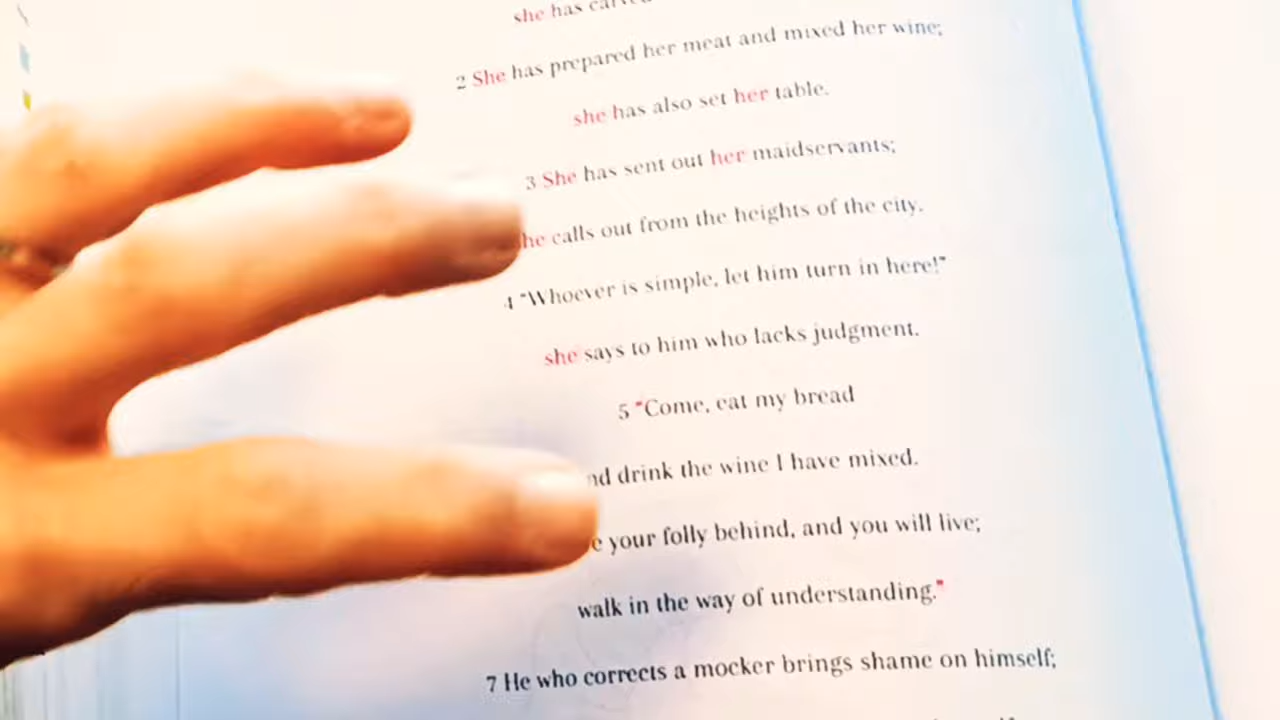 she has
2 She has prepared her meat and mixed her wine;
she has also set her table.
3 She has sent out her maidservants;
he calls out from the heights of the city.
4 "Whoever is simple, let him turn in here!"
she says to him who lacks judgment.
5 "Come, eat my bread
nd drink the wine I have mixed.
e your folly behind, and you will live;
walk in the way of understanding."
7 He who corrects a mocker brings shame on himself;